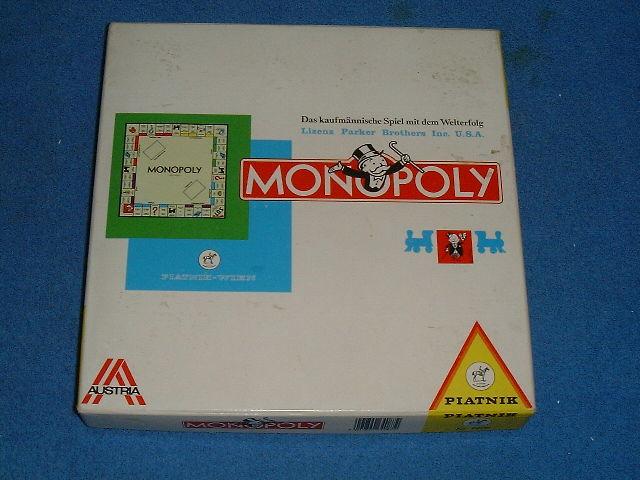 Das kaufmännische Spiel mit dem Welterfolg
Lizenz Parker Brothers Inc. U.S.A.
MONOPOLY
MONOPOLY
PIATNIK-WIEN
AUSTRIA
PIATNIK
PIATNIK
MONOPOLY